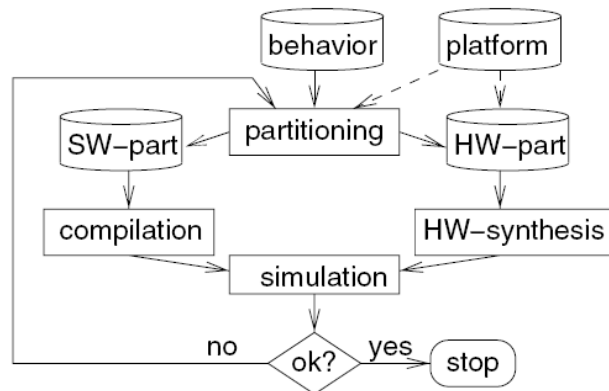 behavior
platform
partitioning
SW-part
HW-part
compilation
HW-synthesis
simulation
no
ok?
yes
stop